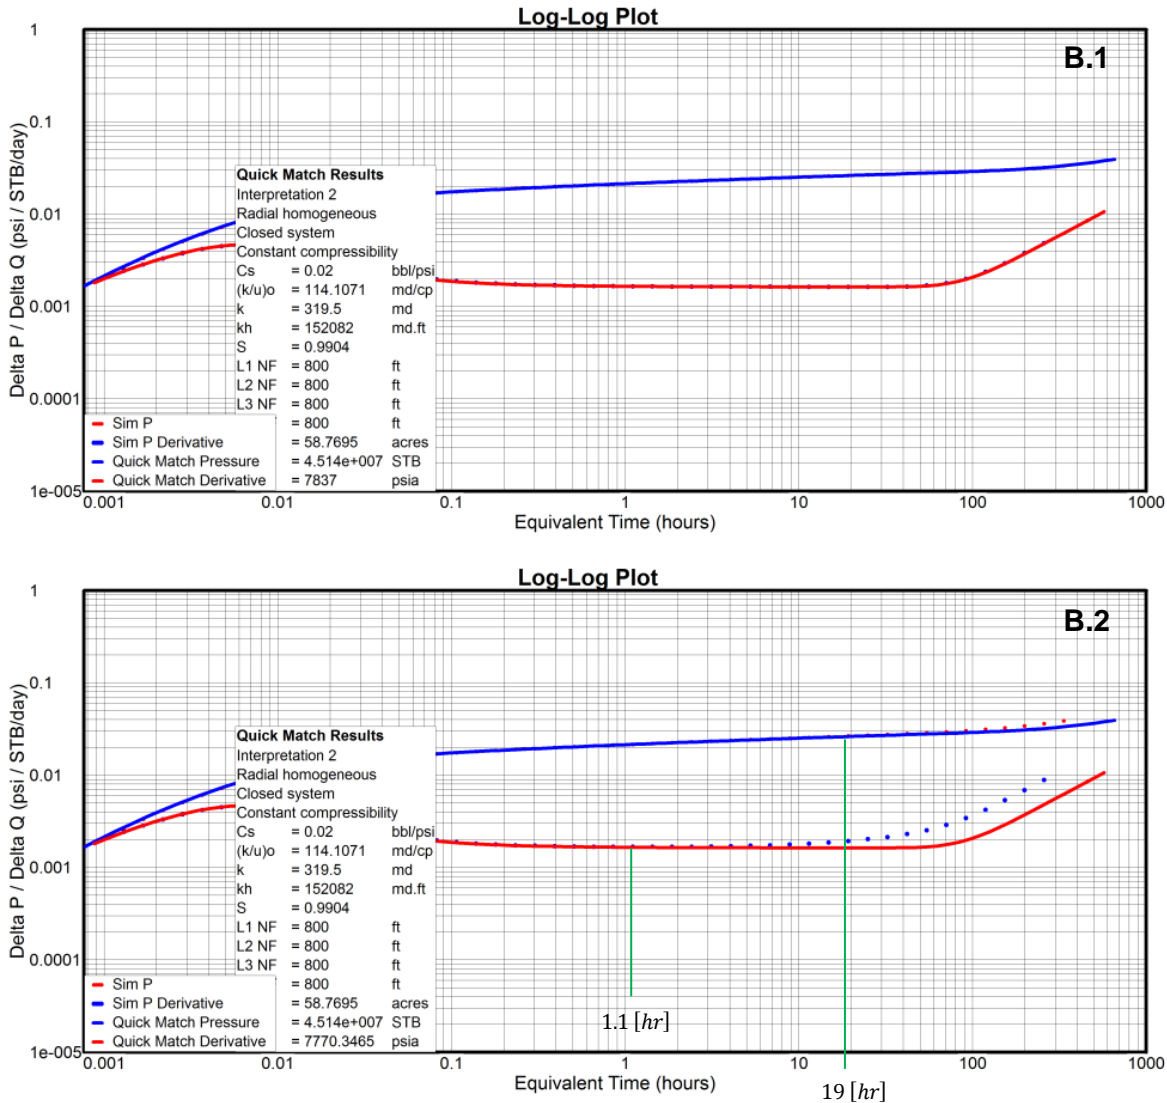 Log-Log Plot
B.1
Delta P / Delta Q (psi / STB/day)
1
0.1
0.01
0.001
0.0001
1e-005
Quick Match Results
Interpretation 2
Radial homogeneous
Closed system
Constant compressibility
Cs = 0.02 bbl/psi
(k/u)o = 114.1071 md/cp
k = 319.5 md
kh = 152082 md.ft
S = 0.9904
L1 NF = 800 ft
L2 NF = 800 ft
L3 NF = 800 ft
= 800 ft
= 58.7695 acres
= 4.514e+007 STB
= 7837 psia
Sim P
Sim P Derivative
Quick Match Pressure
Quick Match Derivative
0.001 0.01 0.1 1 10 100 1000
Equivalent Time (hours)
Log-Log Plot
B.2
Delta P / Delta Q (psi / STB/day)
1
0.1
0.01
0.001
0.0001
1e-005
Quick Match Results
Interpretation 2
Radial homogeneous
Closed system
Constant compressibility
Cs = 0.02 bbl/psi
(k/u)o = 114.1071 md/cp
k = 319.5 md
kh = 152082 md.ft
S = 0.9904
L1 NF = 800 ft
L2 NF = 800 ft
L3 NF = 800 ft
= 800 ft
= 58.7695 acres
= 4.514e+007 STB
= 7770.3465 psia
Sim P
Sim P Derivative
Quick Match Pressure
Quick Match Derivative
1.1 [hr]
0.001 0.01 0.1 1 10 100 1000
Equivalent Time (hours)
19 [hr]